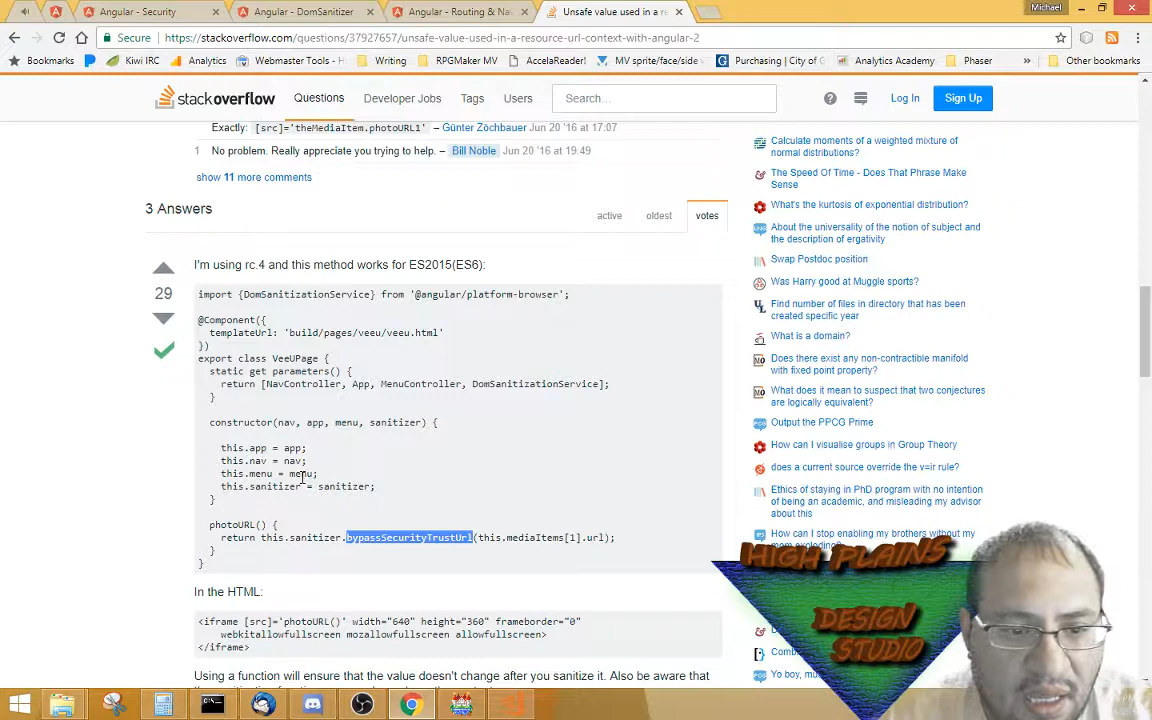 Angular - Security
Angular - DomSanitizer
Angular - Routing & Na
Unsafe value used in a re
Michael
Secure
https://stackoverflow.com/questions/37927657/unsafe-value-used-in-a-resource-url-context-with-angular-2
Bookmarks
Kiwi IRC
Analytics
Webmaster Tools - H
Writing
RPGMaker MV
AccelaReader!
MV sprite/face/side
Purchasing | City of
Analytics Academy
Phaser
»
Other bookmarks
stackoverflow
Questions
Developer Jobs
Tags
Users
Search...
Log In
Sign Up
Exactly: [src]='theMediaItem.photoURL1' – Günter Zöchbauer Jun 20 '16 at 17:07
1 No problem. Really appreciate you trying to help. – Bill Noble Jun 20 '16 at 19:49
show 11 more comments
3 Answers
active
oldest
votes
29
I'm using rc.4 and this method works for ES2015(ES6):
import {DomSanitizationService} from '@angular/platform-browser';
@Component({
templateUrl: 'build/pages/veeu/veeu.html'
})
export class VeeUPage {
static get parameters() {
return [NavController, App, MenuController, DomSanitizationService];
}
constructor(nav, app, menu, sanitizer) {
this.app = app;
this.nav = nav;
this.menu = menu;
this.sanitizer = sanitizer;
}
photoURL() {
return this.sanitizer.bypassSecurityTrustUrl(this.mediaItems[1].url);
}
}
In the HTML:
<iframe [src]='photoURL()' width="640" height="360" frameborder="0"
webkitallowfullscreen mozallowfullscreen allowfullscreen>
</iframe>
Using a function will ensure that the value doesn't change after you sanitize it. Also be aware that
Calculate moments of a weighted mixture of
normal distributions?
The Speed Of Time - Does That Phrase Make
Sense
What's the kurtosis of exponential distribution?
About the universality of the notion of subject and
the description of ergativity
Swap Postdoc position
Was Harry good at Muggle sports?
Find number of files in directory that has been
created specific year
What is a domain?
Does there exist any non-contractible manifold
with fixed point property?
What does it mean to suspect that two conjectures
are logically equivalent?
Output the PPCG Prime
How can I visualise groups in Group Theory
does a current source override the v=ir rule?
Ethics of staying in PhD program with no intention
of being an academic, and misleading my advisor
about this
How can I stop enabling my brothers without my
HIGH PLAINS
DESIGN
STUDIO